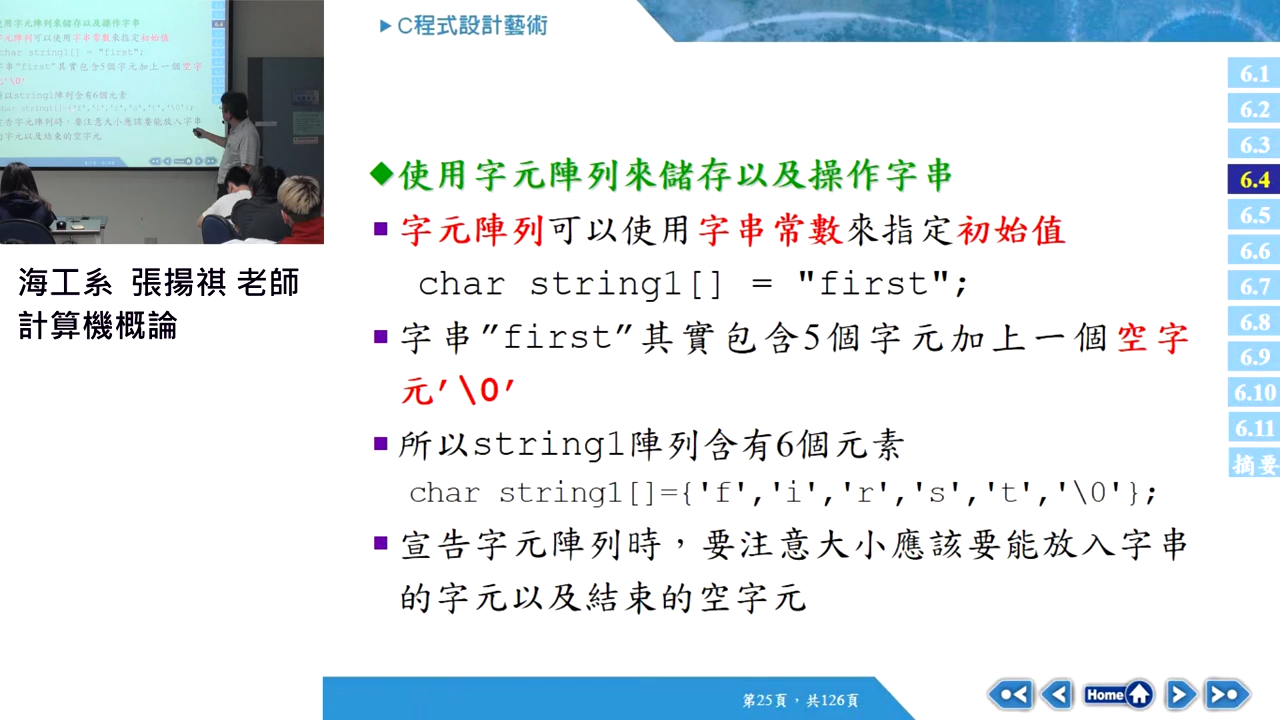 C程式設計藝術
使用字元陣列來儲存以及操作字串
字元陣列可以使用字串常數來指定初始值
char string1[] = "first";
字串”first”其實包含5個字元加上一個空字
元’\0’
所以string1陣列含有6個元素
char string1[]={'f','i','r','s','t','\0'};
宣告字元陣列時，要注意大小應該要能放入字串
的字元以及結束的空字元
海工系 張揚祺 老師
計算機概論
6.1
6.2
6.3
6.4
6.5
6.6
6.7
6.8
6.9
6.10
6.11
摘要
第25頁，共126頁
Home